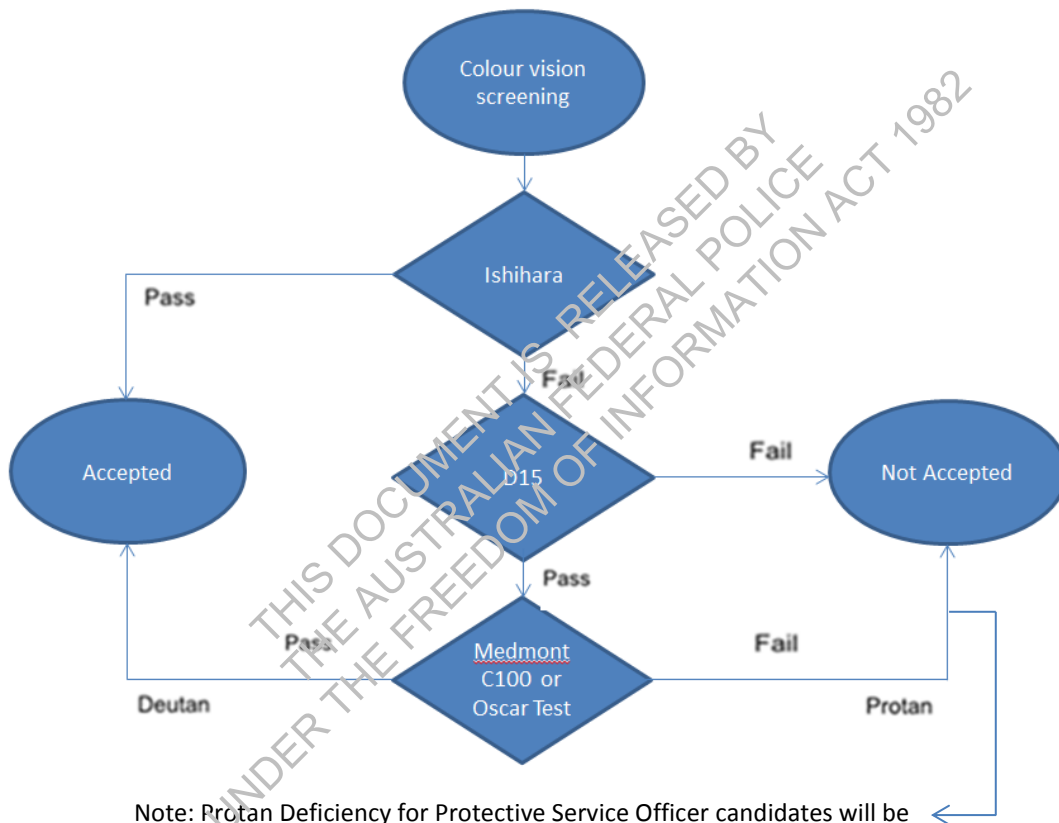 Colour vision
screening
Ishihara
Pass
Fail
Accepted
D15
Fail
Not Accepted
Pass
Pass
Deutan
Medmont
C100 or
Oscar Test
Fail
Protan
Note: Protan Deficiency for Protective Service Officer candidates will be
THIS DOCUMENT IS RELEASED BY
THE AUSTRALIAN FEDERAL POLICE
UNDER THE FREEDOM OF INFORMATION ACT 1982